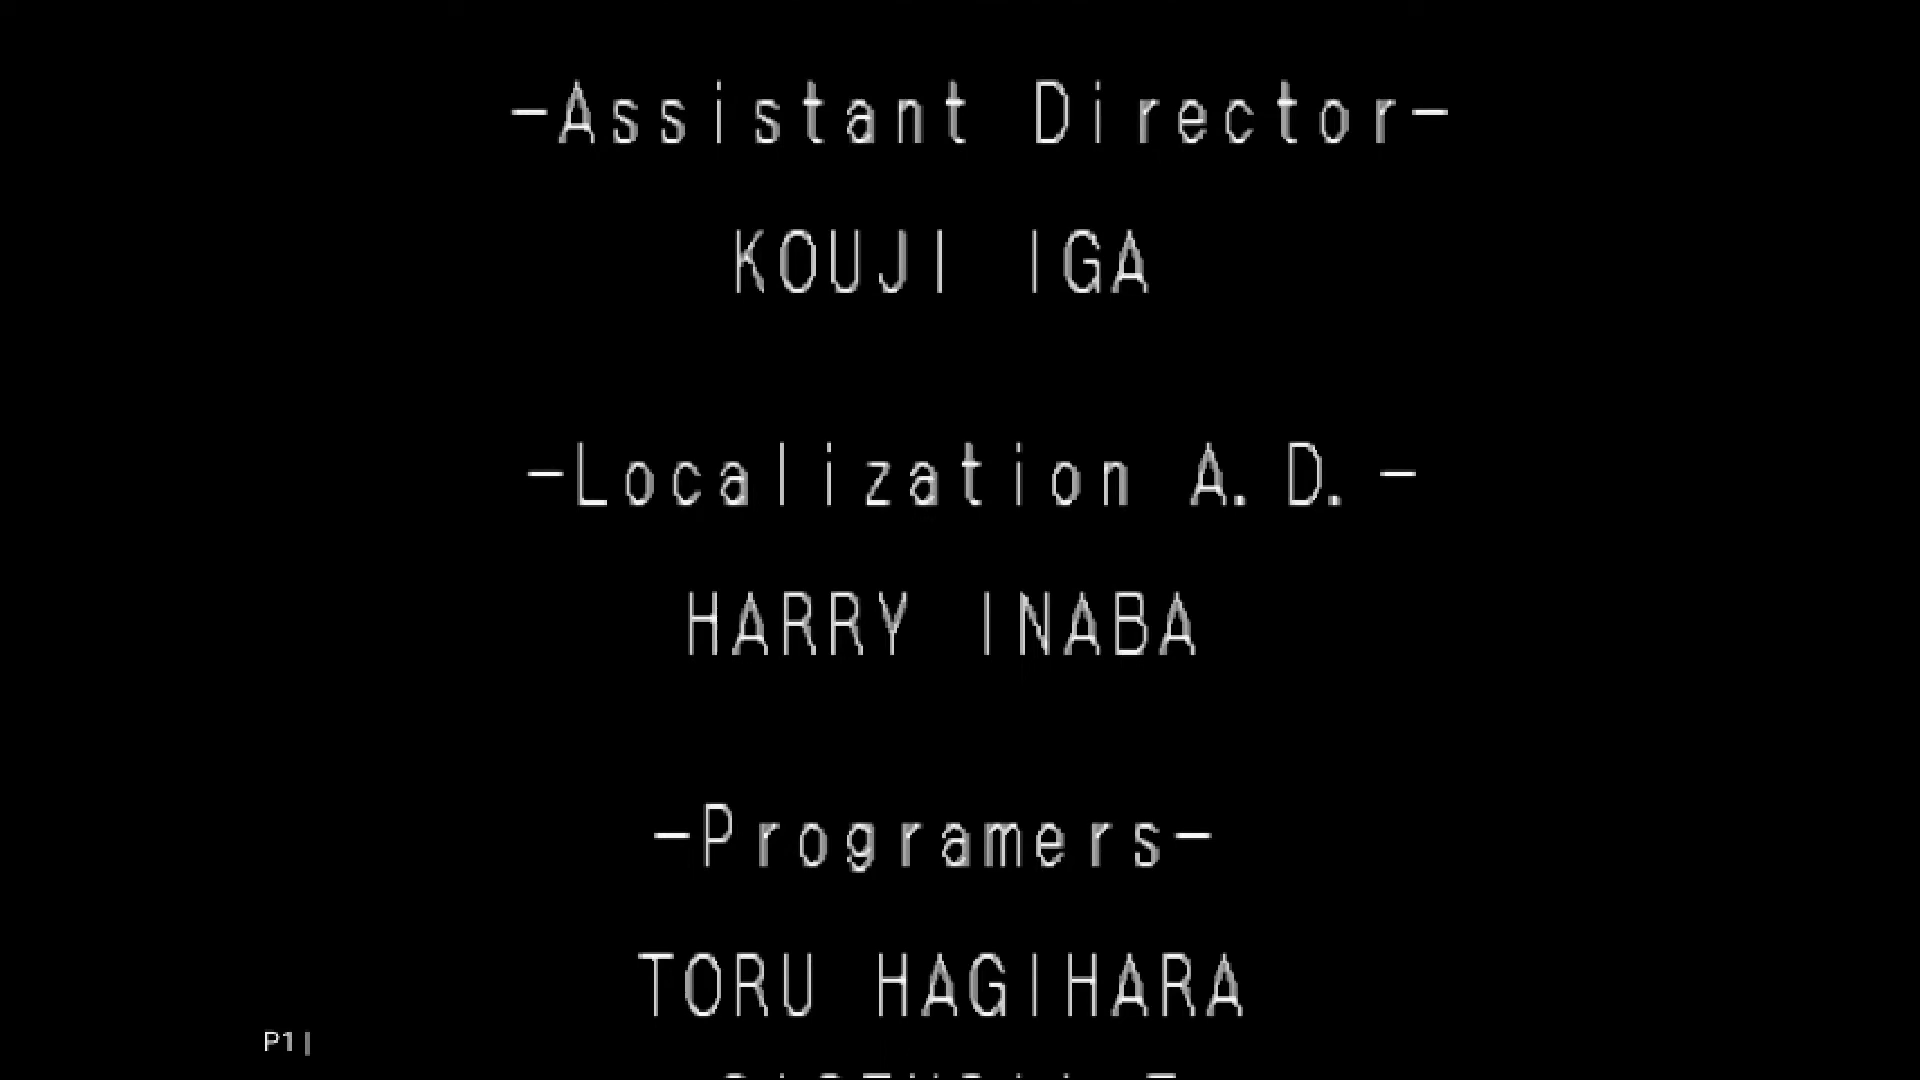 -Assistant Director-
KOUJI IGA
-Localization A.D.-
HARRY INABA
-Programers-
TORU HAGIHARA
P1|